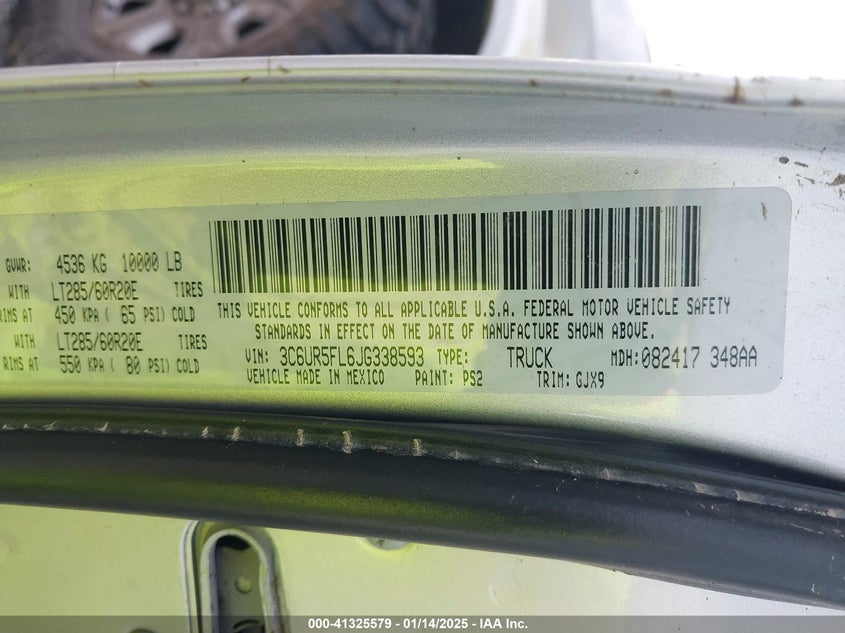 GVWR: 4536 KG 10000 LB
WITH LT285/60R20E TIRES
RIMS AT 450 KPA ( 65 PSI) COLD
WITH LT285/60R20E TIRES
RIMS AT 550 KPA ( 80 PSI) COLD
THIS VEHICLE CONFORMS TO ALL APPLICABLE U.S.A. FEDERAL MOTOR VEHICLE SAFETY
STANDARDS IN EFFECT ON THE DATE OF MANUFACTURE SHOWN ABOVE.
VIN: 3C6UR5FL6JG338593 TYPE: TRUCK MDH: 082417 348AA
VEHICLE MADE IN MEXICO PAINT: PS2 TRIM: GJX9
000-41325579 — 01/14/2025 — IAA Inc.